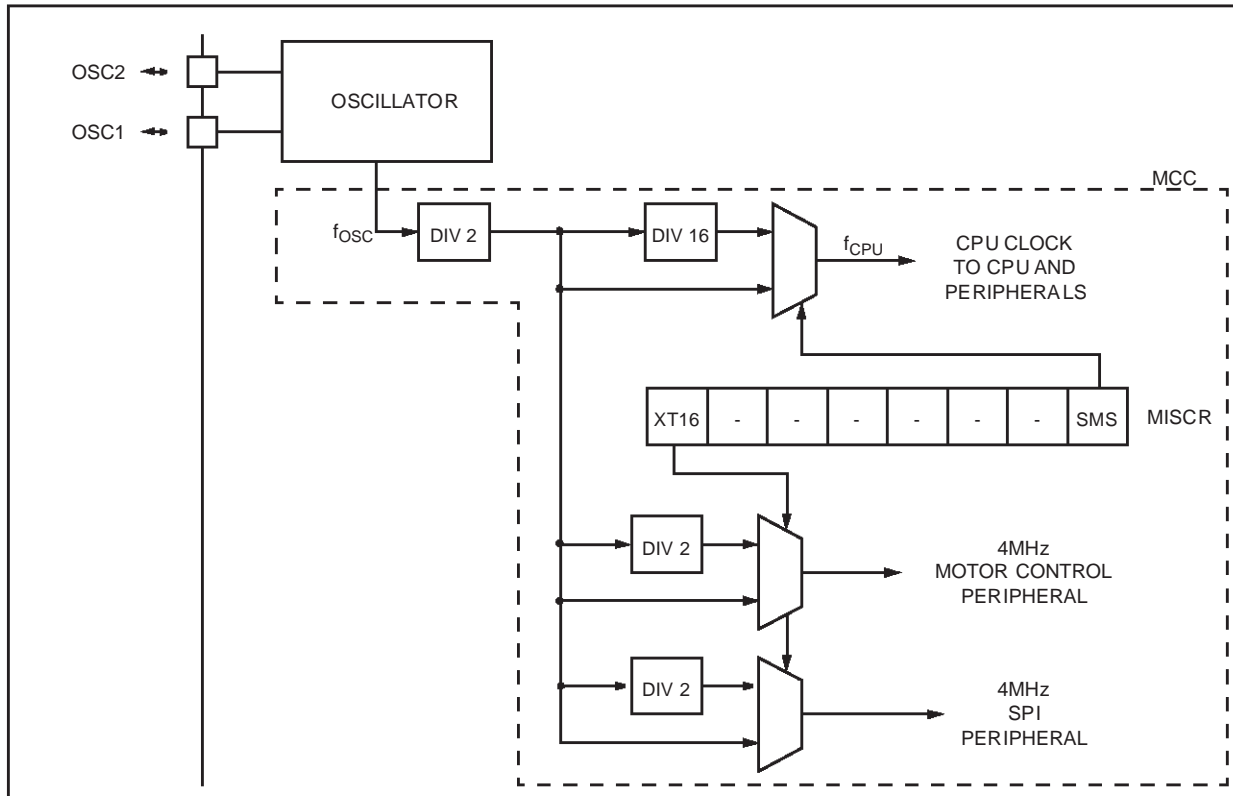 OSC2
OSC1
OSCILLATOR
MCC
fOSC
DIV 2
DIV 16
fCPU
CPU CLOCK
TO CPU AND
PERIPHERALS
XT16 - - - - - - SMS
MISCR
DIV 2
4MHz
MOTOR CONTROL
PERIPHERAL
DIV 2
4MHz
SPI
PERIPHERAL